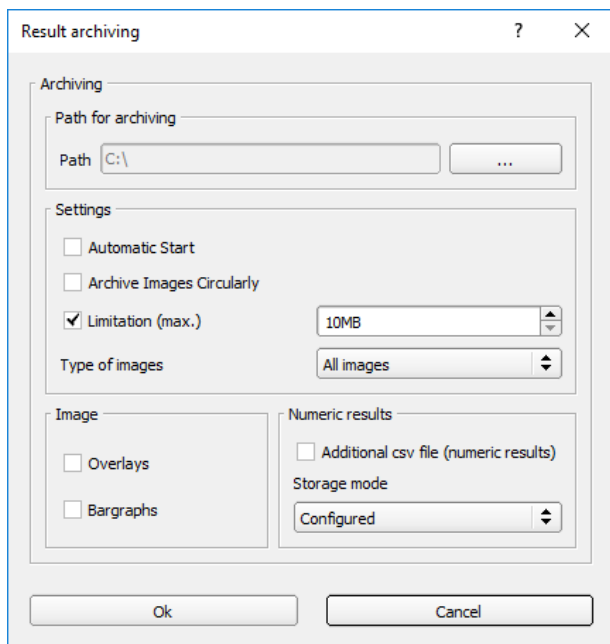 Result archiving ?
Archiving
Path for archiving
Path C:\ ...
Settings
Automatic Start
Archive Images Circularly
Limitation (max.) 10MB
Type of images All images
Image
Overlays
Bargraphs
Numeric results
Additional csv file (numeric results)
Storage mode
Configured
Ok Cancel